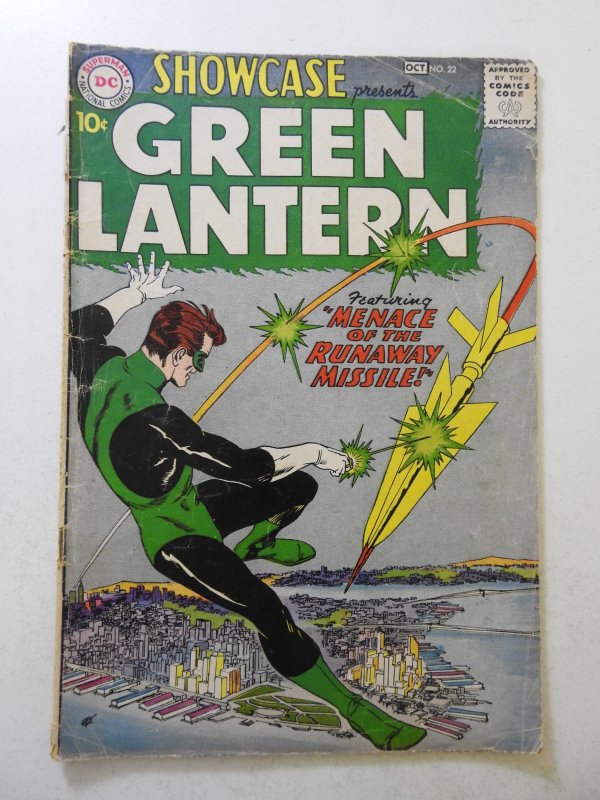 SUPERMAN
DC
NATIONAL COMICS
SHOWCASE
presents
OCT. NO. 22
APPROVED
BY THE
COMICS
CODE
CA
AUTHORITY
10¢
GREEN
LANTERN
Featuring
"MENACE
OF THE
RUNAWAY
MISSILE!"